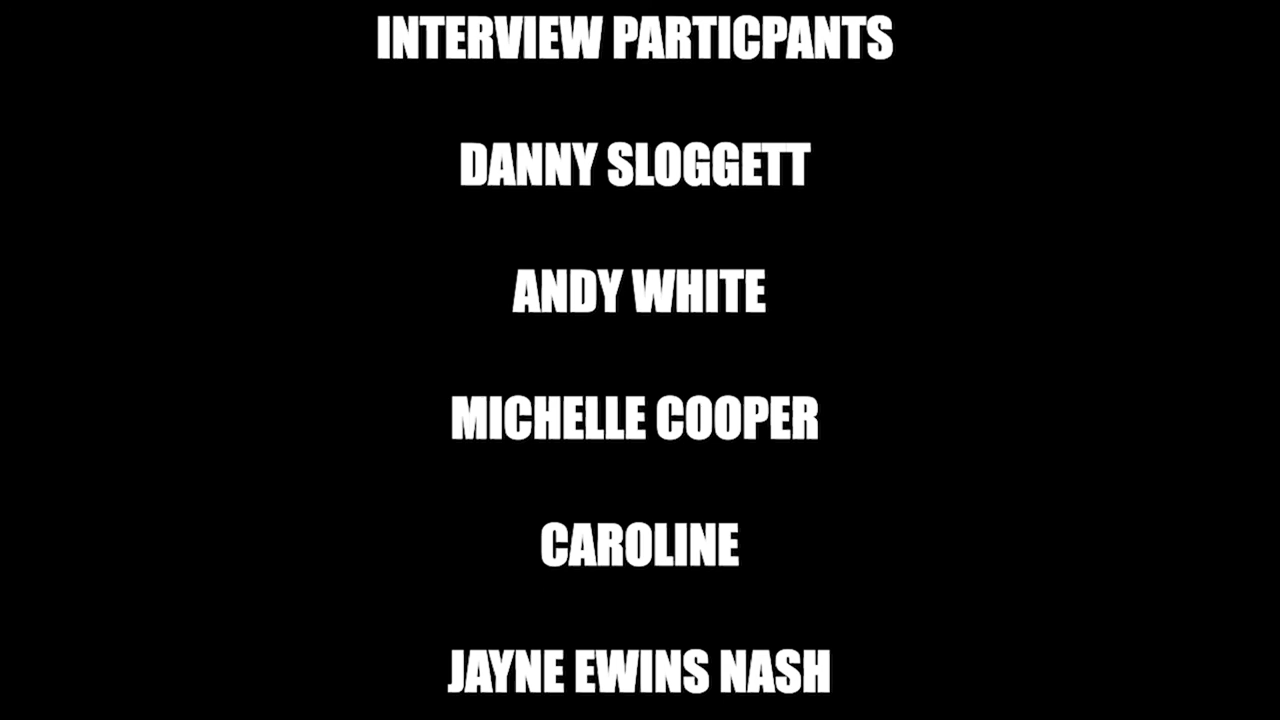 INTERVIEW PARTICPANTS
DANNY SLOGGETT
ANDY WHITE
MICHELLE COOPER
CAROLINE
JAYNE EWINS NASH